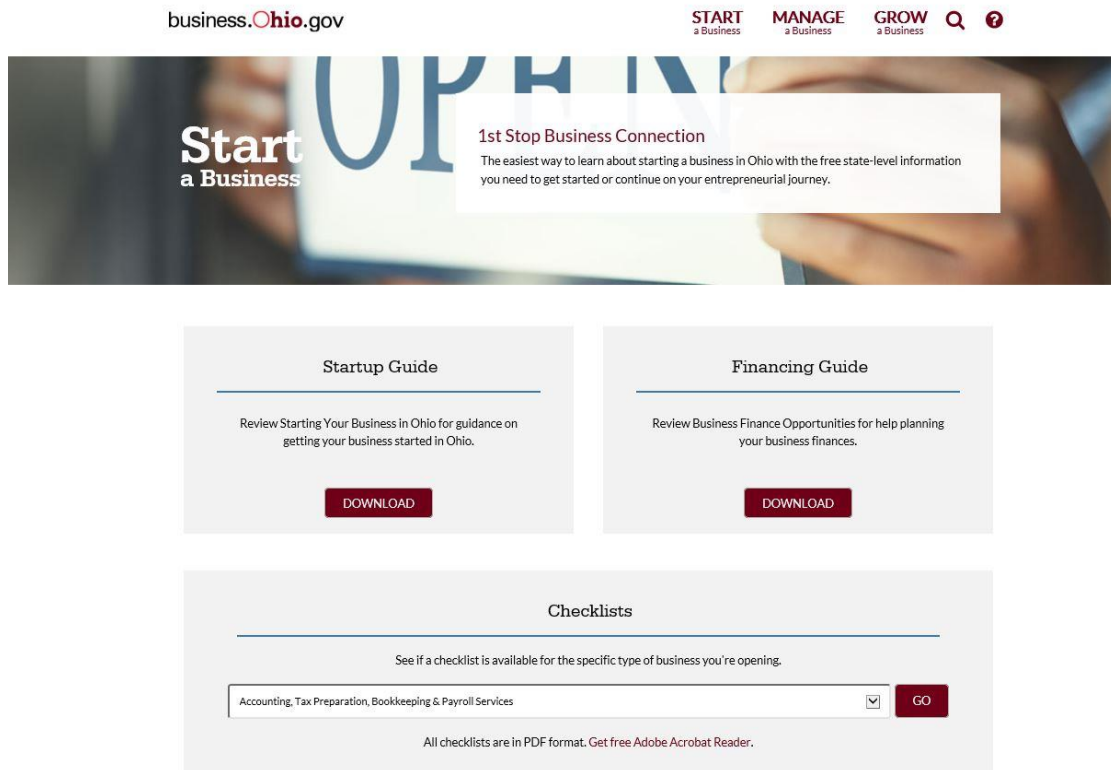 business.Ohio.gov
START
a Business
MANAGE
a Business
GROW
a Business
?
OPEN
Start
a Business
1st Stop Business Connection
The easiest way to learn about starting a business in Ohio with the free state-level information
you need to get started or continue on your entrepreneurial journey.
Startup Guide
Review Starting Your Business in Ohio for guidance on
getting your business started in Ohio.
DOWNLOAD
Financing Guide
Review Business Finance Opportunities for help planning
your business finances.
DOWNLOAD
Checklists
See if a checklist is available for the specific type of business you're opening.
Accounting, Tax Preparation, Bookkeeping & Payroll Services
GO
All checklists are in PDF format. Get free Adobe Acrobat Reader.